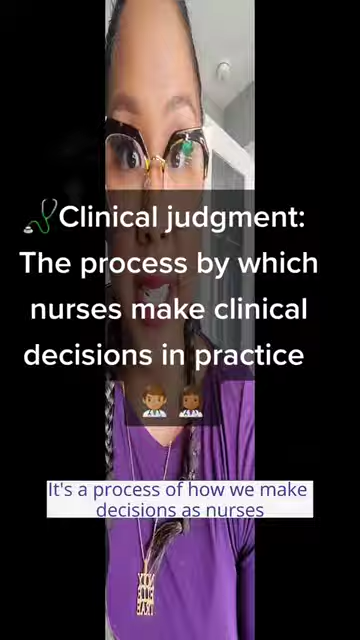 🩺Clinical judgment:
The process by which
nurses make clinical
decisions in practice
👨🏽‍⚕️ 👩🏾‍⚕️
It's a process of how we make
decisions as nurses